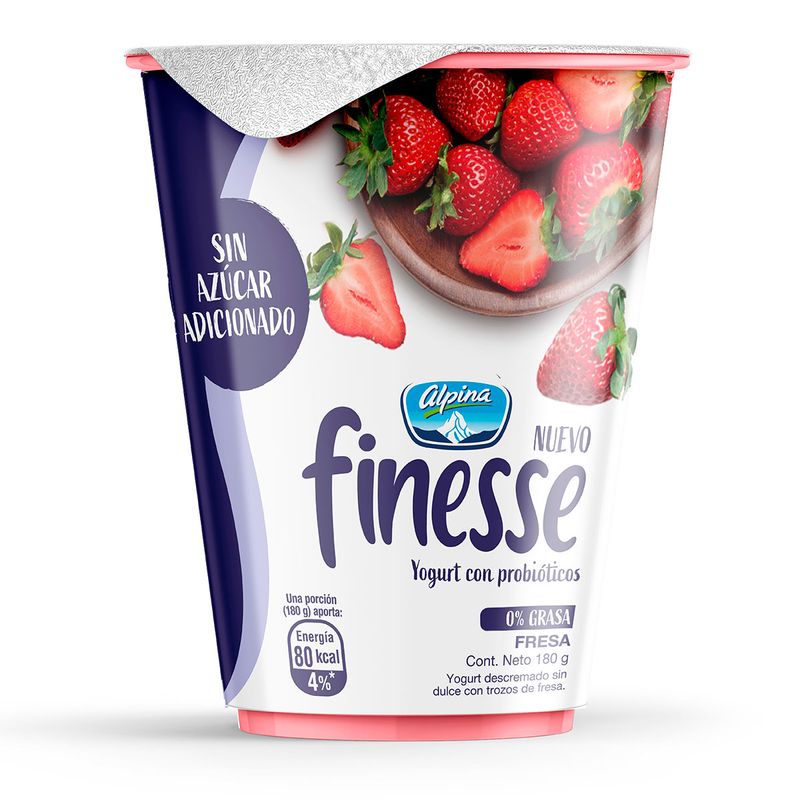 SIN
AZÚCAR
ADICIONADO
Alpina
NUEVO
finesse
Yogurt con probióticos
Una porción
(180 g) aporta:
Energía
80 kcal
4%*
0% GRASA
FRESA
Cont. Neto 180 g
Yogurt descremado sin
dulce con trozos de fresa.